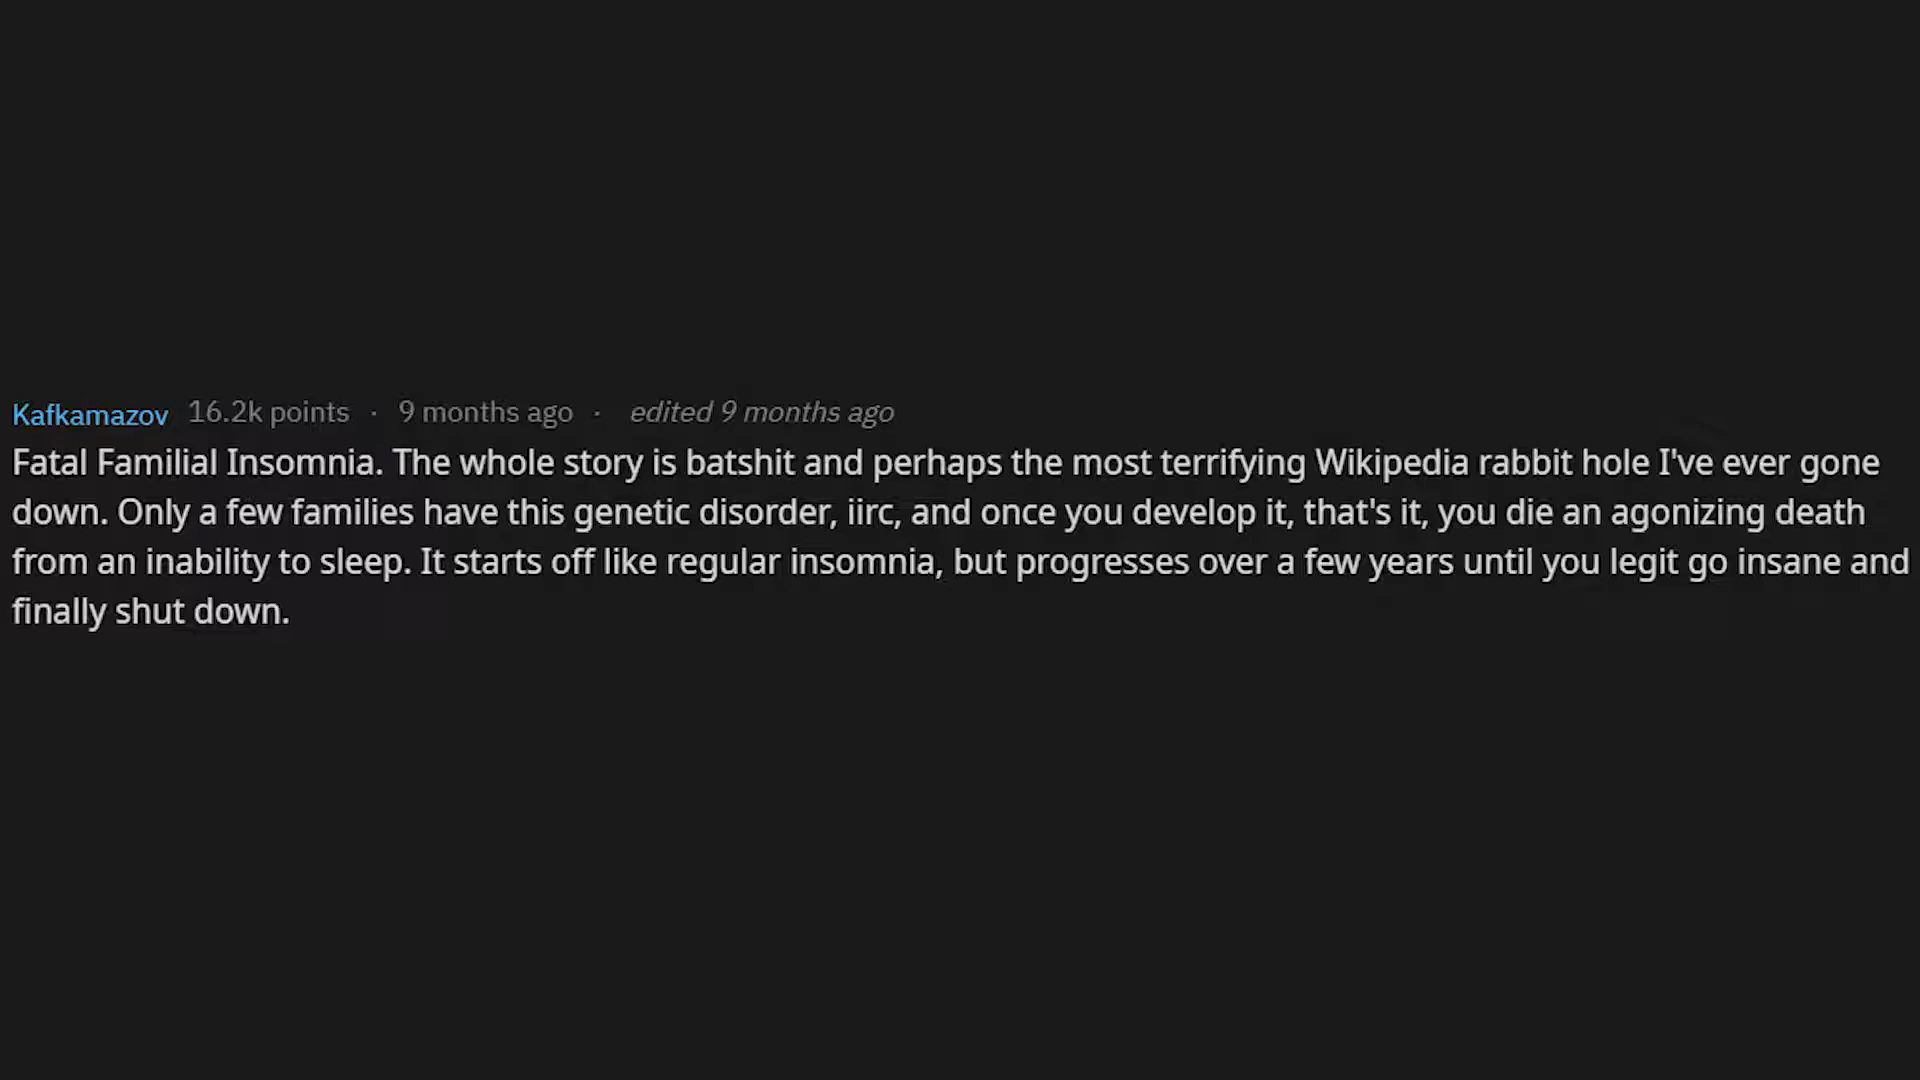 Kafkamazov 16.2k points · 9 months ago · edited 9 months ago
Fatal Familial Insomnia. The whole story is batshit and perhaps the most terrifying Wikipedia rabbit hole I've ever gone
down. Only a few families have this genetic disorder, iirc, and once you develop it, that's it, you die an agonizing death
from an inability to sleep. It starts off like regular insomnia, but progresses over a few years until you legit go insane and
finally shut down.